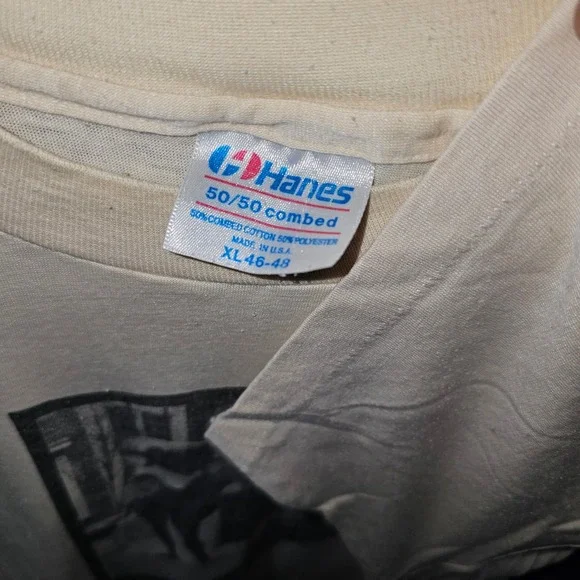 Hanes
50/50 combed
50% COMBED COTTON 50% POLYESTER
MADE IN U.S.A.
XL 46-48